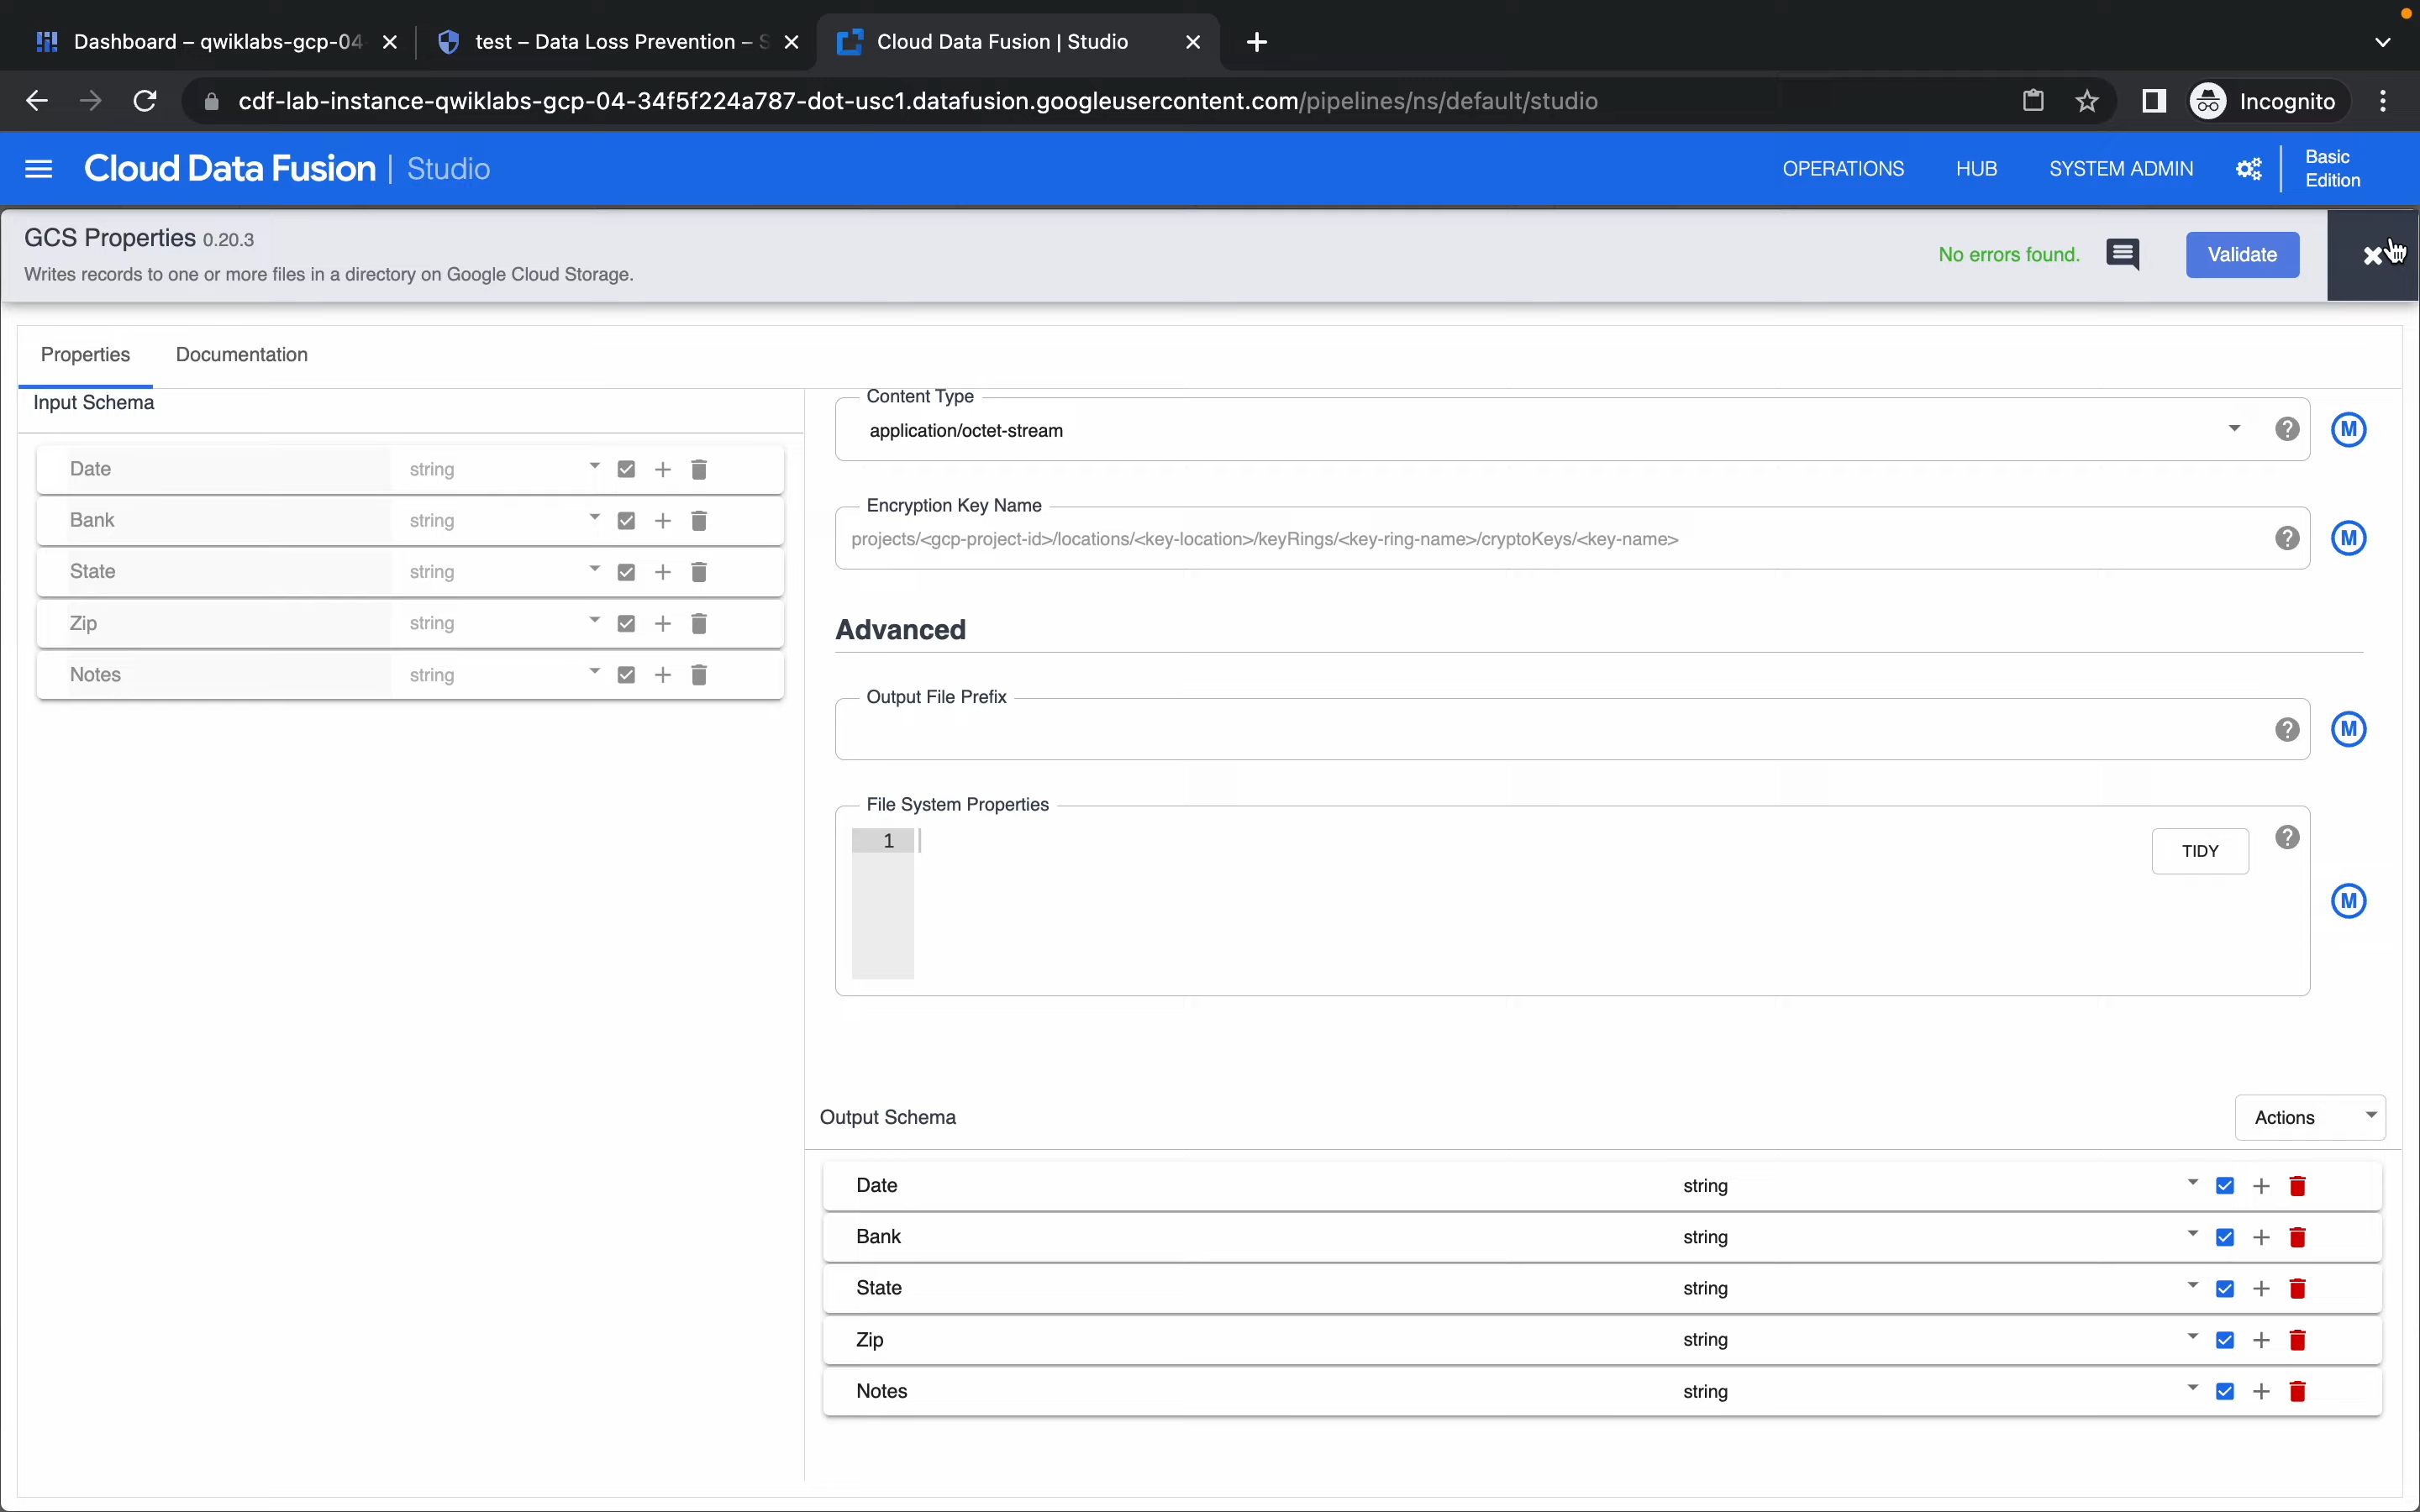 Dashboard – qwiklabs-gcp-04
test – Data Loss Prevention – S
Cloud Data Fusion | Studio
cdf-lab-instance-qwiklabs-gcp-04-34f5f224a787-dot-usc1.datafusion.googleusercontent.com/pipelines/ns/default/studio
Incognito
Cloud Data Fusion | Studio
OPERATIONS
HUB
SYSTEM ADMIN
Basic
Edition
GCS Properties 0.20.3
Writes records to one or more files in a directory on Google Cloud Storage.
No errors found.
Validate
Properties
Documentation
Input Schema
Date string
Bank string
State string
Zip string
Notes string
Content Type
application/octet-stream
? M
Encryption Key Name
projects/<gcp-project-id>/locations/<key-location>/keyRings/<key-ring-name>/cryptoKeys/<key-name>
? M
Advanced
Output File Prefix
? M
File System Properties
1
TIDY
? M
Output Schema
Actions
Date string
Bank string
State string
Zip string
Notes string